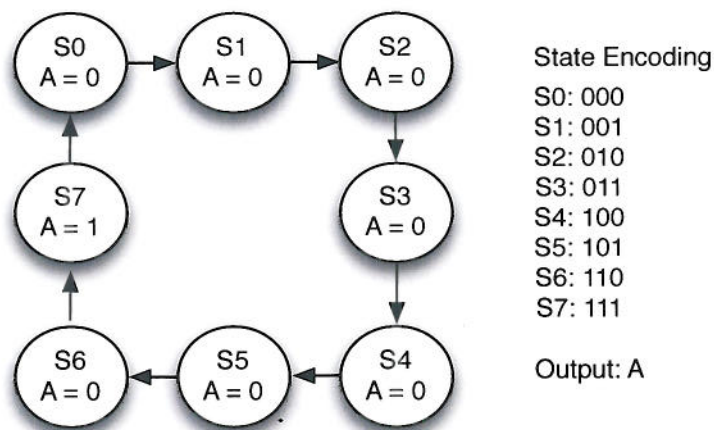 S0
A = 0
S1
A = 0
S2
A = 0
S7
A = 1
S3
A = 0
S6
A = 0
S5
A = 0
S4
A = 0
State Encoding
S0: 000
S1: 001
S2: 010
S3: 011
S4: 100
S5: 101
S6: 110
S7: 111
Output: A